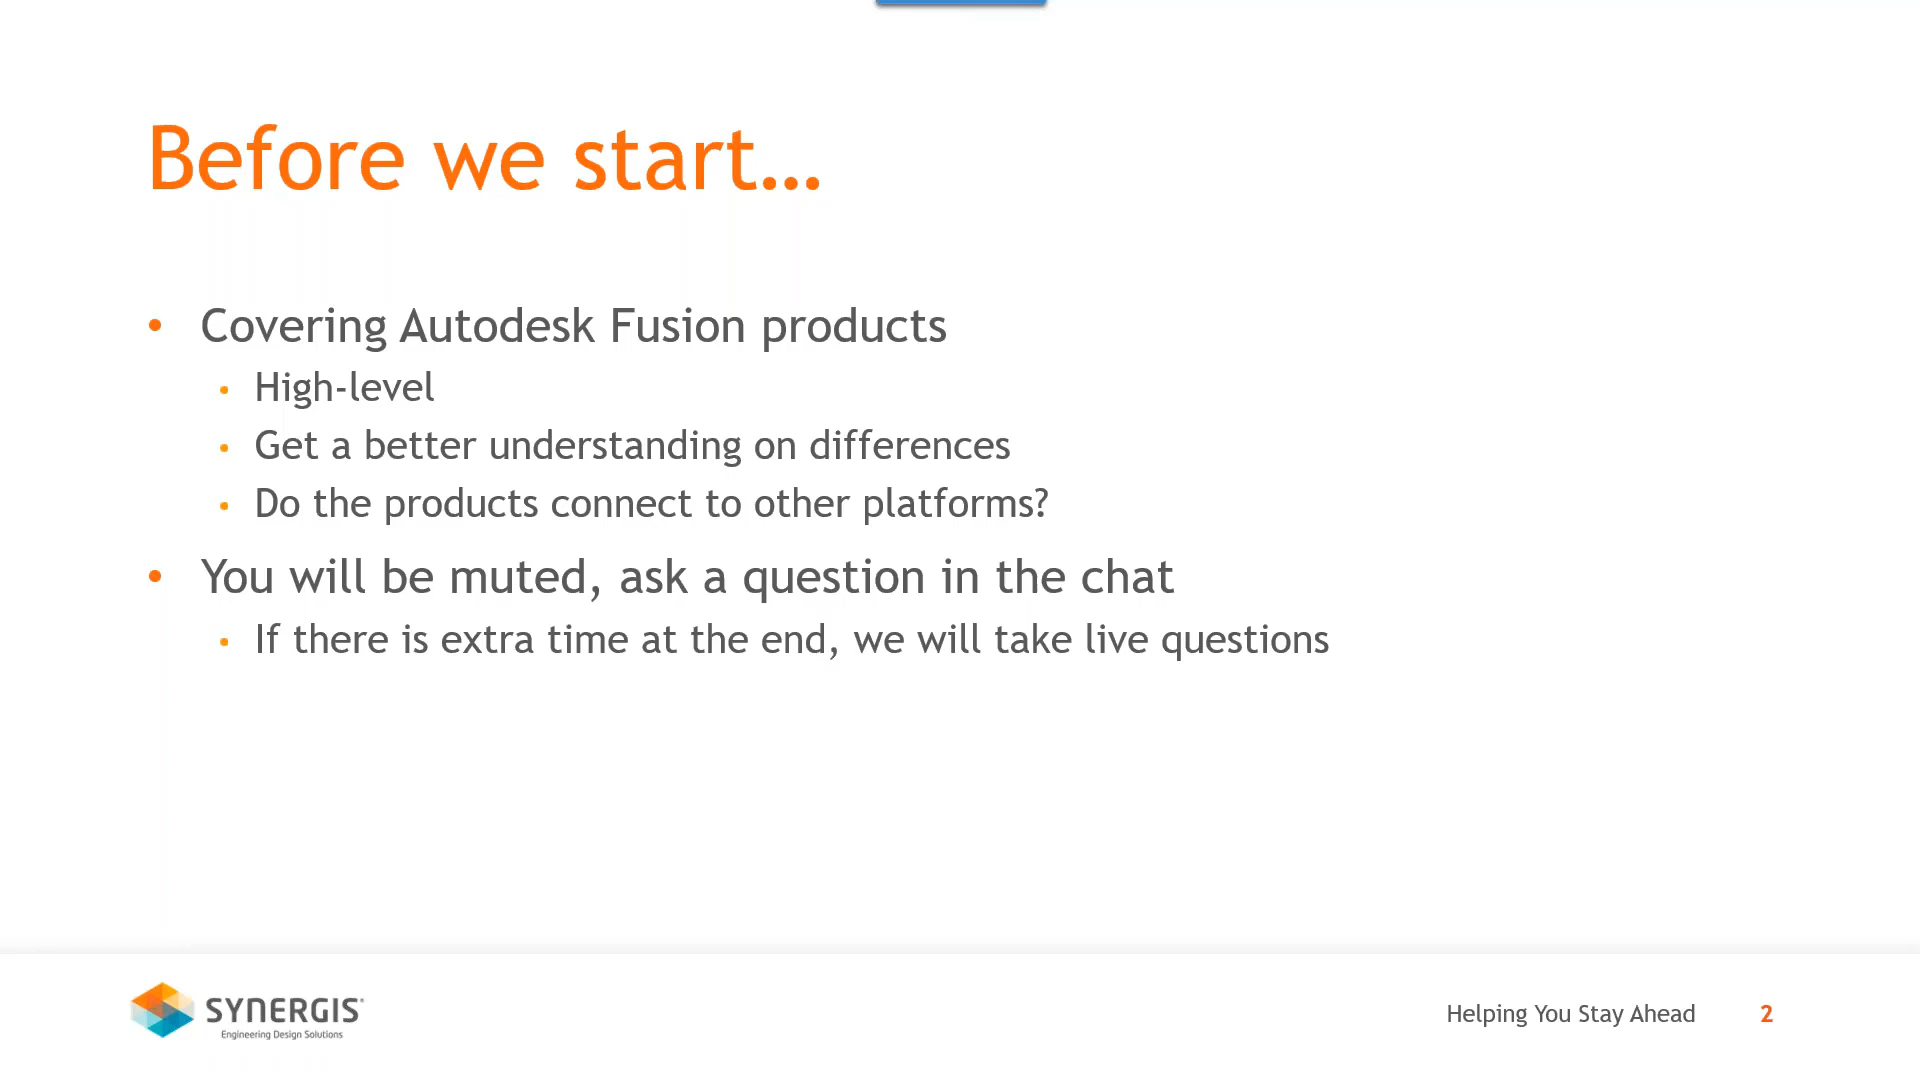 Before we start…
• Covering Autodesk Fusion products
• High-level
• Get a better understanding on differences
• Do the products connect to other platforms?
• You will be muted, ask a question in the chat
• If there is extra time at the end, we will take live questions
SYNERGIS®
Engineering Design Solutions
Helping You Stay Ahead 2